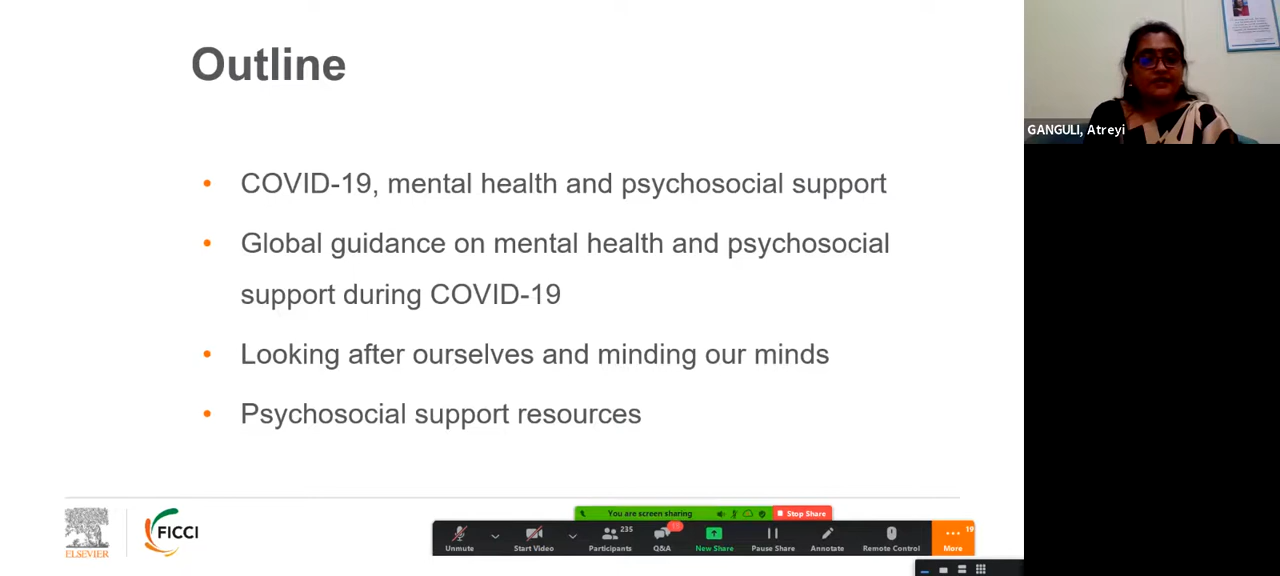 Outline
• COVID-19, mental health and psychosocial support
• Global guidance on mental health and psychosocial
support during COVID-19
• Looking after ourselves and minding our minds
• Psychosocial support resources
GANGULI, Atreyi
ELSEVIER
FICCI
You are screen sharing
Stop Share
Unmute
Start Video
Participants
235
Q&A
New Share
Pause Share
Annotate
Remote Control
More
19